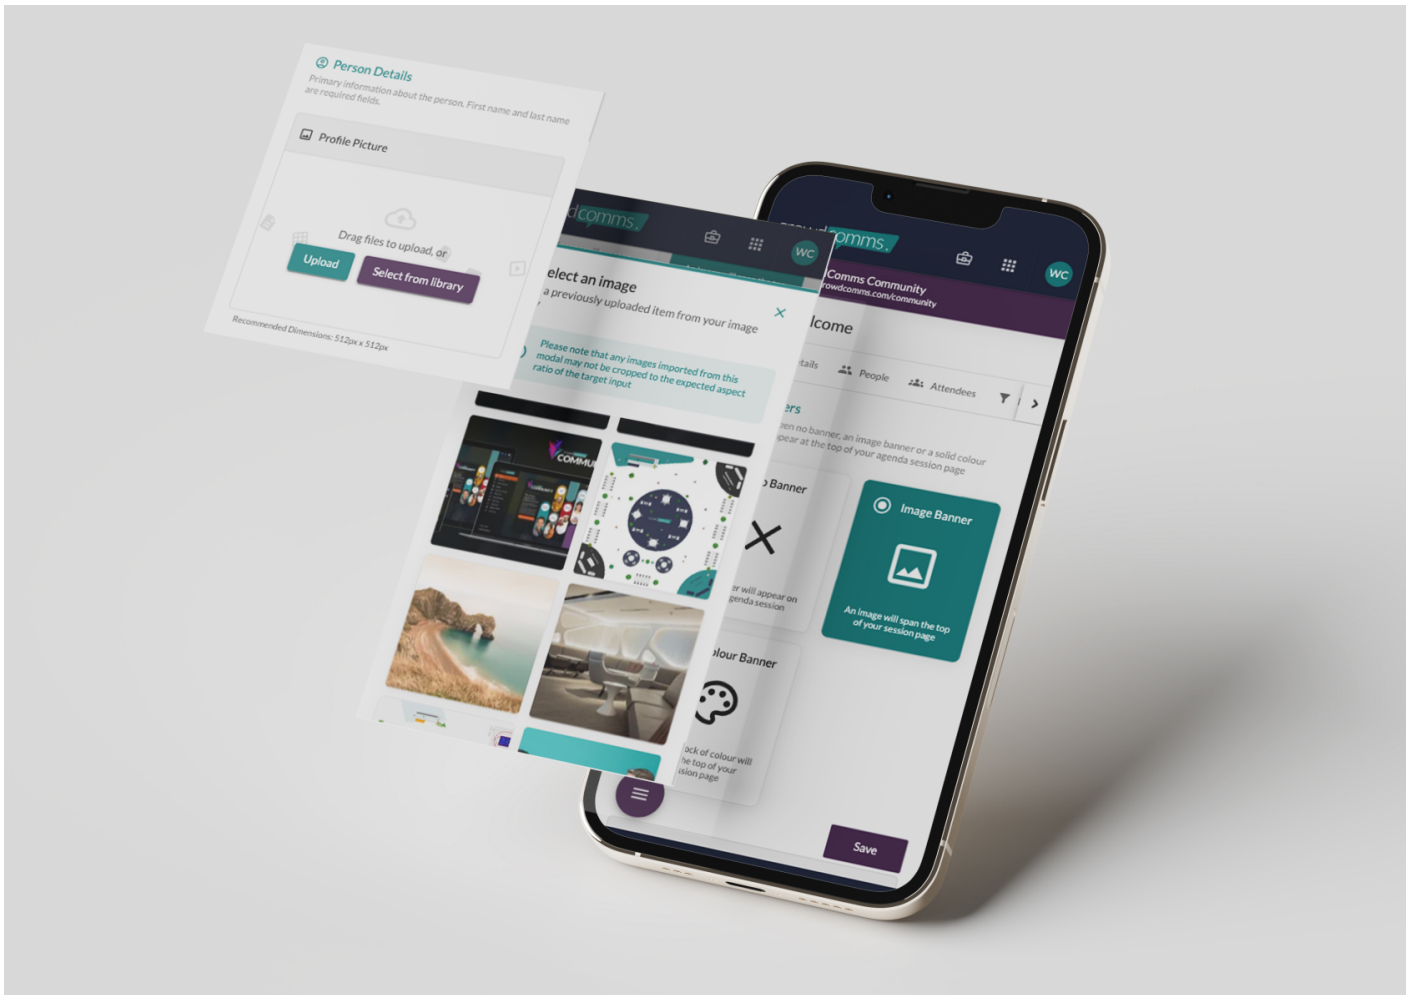 Person Details
Primary information about the person. First name and last name
are required fields.
Profile Picture
Drag files to upload, or
Upload
Select from library
Recommended Dimensions: 512px x 512px
dcomms.
WC
elect an image
a previously uploaded item from your image
Please note that any images imported from this
modal may not be cropped to the expected aspect
ratio of the target input
COMMU
omms.
WC
Comms Community
rowdcomms.com/community
lcome
tails
People
Attendees
ers
en no banner, an image banner or a solid colour
pear at the top of your agenda session page
o Banner
er will appear on
genda session
Image Banner
An image will span the top
of your session page
lour Banner
ock of colour will
he top of your
ssion page
Save